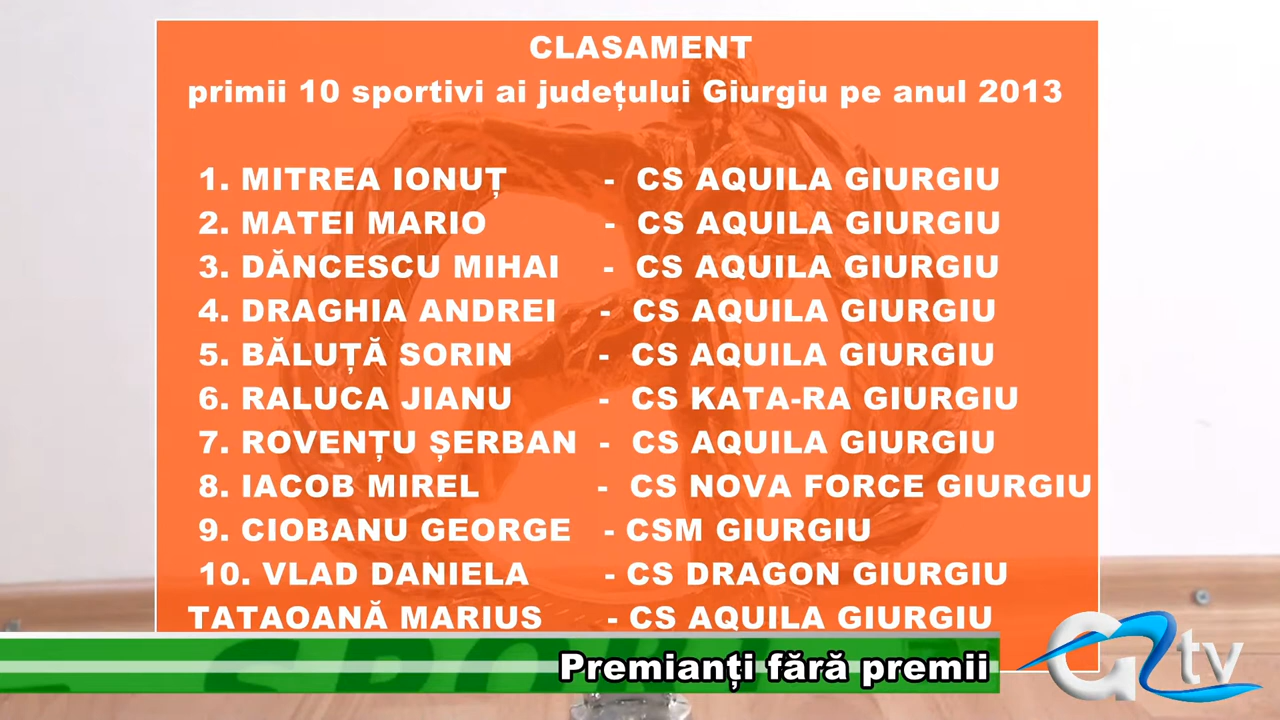 CLASAMENT
primii 10 sportivi ai județului Giurgiu pe anul 2013
1. MITREA IONUȚ - CS AQUILA GIURGIU
2. MATEI MARIO - CS AQUILA GIURGIU
3. DĂNCESCU MIHAI - CS AQUILA GIURGIU
4. DRAGHIA ANDREI - CS AQUILA GIURGIU
5. BĂLUȚĂ SORIN - CS AQUILA GIURGIU
6. RALUCA JIANU - CS KATA-RA GIURGIU
7. ROVENȚU ȘERBAN - CS AQUILA GIURGIU
8. IACOB MIREL - CS NOVA FORCE GIURGIU
9. CIOBANU GEORGE - CSM GIURGIU
10. VLAD DANIELA - CS DRAGON GIURGIU
TATAOANĂ MARIUS - CS AQUILA GIURGIU
Premianți fără premii
tv